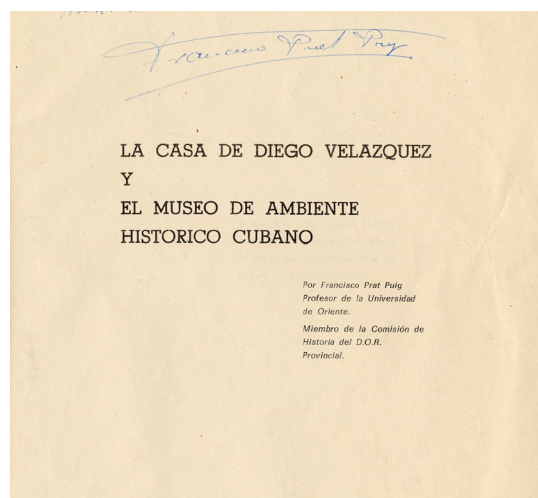 Francisco Prat Puig
LA CASA DE DIEGO VELAZQUEZ
Y
EL MUSEO DE AMBIENTE
HISTORICO CUBANO
Por Francisco Prat Puig
Profesor de la Universidad
de Oriente.
Miembro de la Comisión de
Historia del D.O.R.
Provincial.